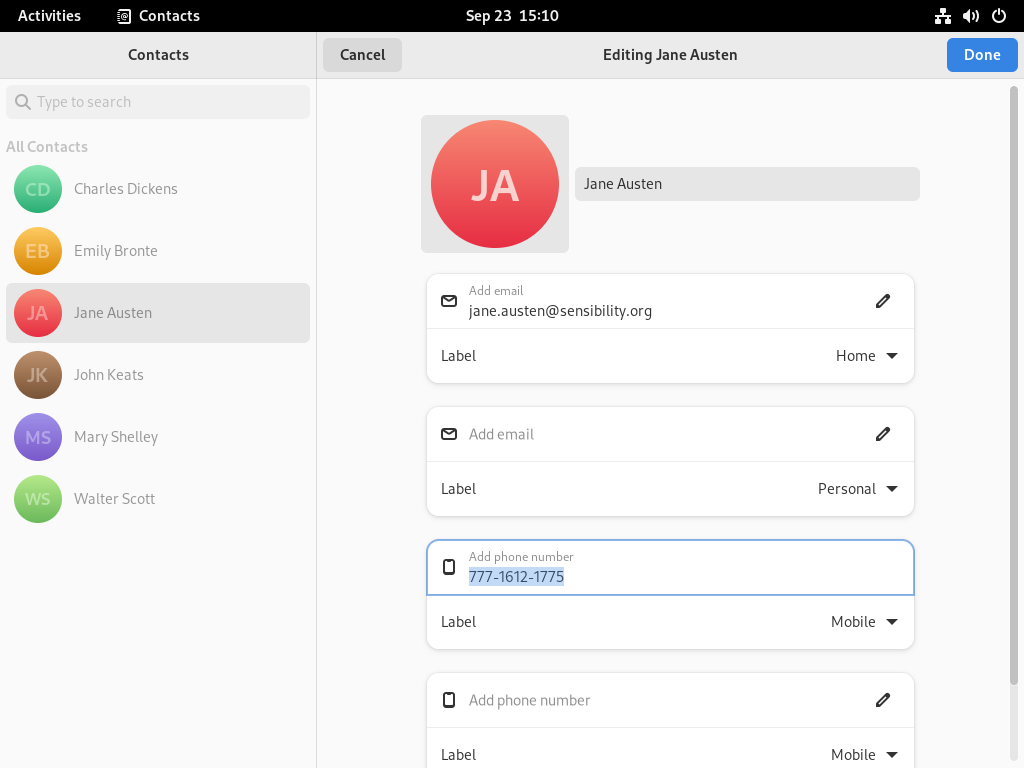 Activities
Contacts
Sep 23 15:10
Contacts
Cancel
Editing Jane Austen
Done
Type to search
All Contacts
CD
Charles Dickens
EB
Emily Bronte
JA
Jane Austen
JK
John Keats
MS
Mary Shelley
WS
Walter Scott
JA
Jane Austen
Add email
jane.austen@sensibility.org
Label
Home
Add email
Label
Personal
Add phone number
777-1612-1775
Label
Mobile
Add phone number
Label
Mobile